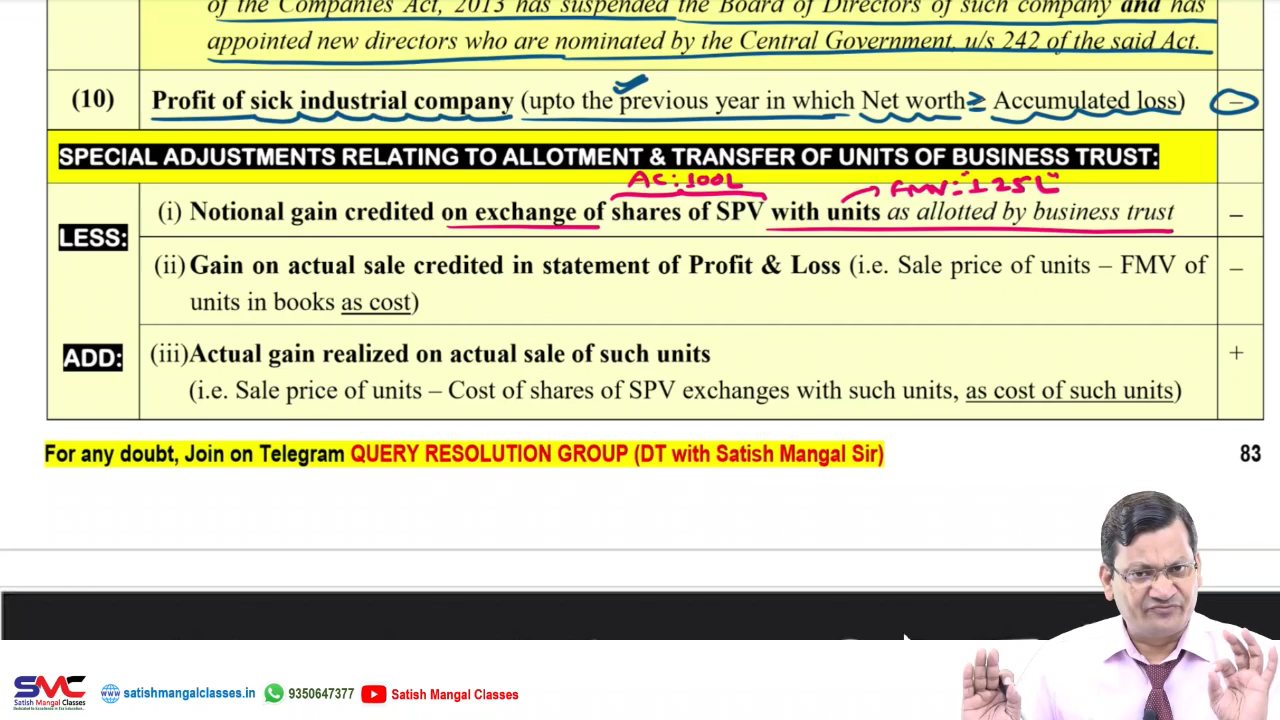 of the Companies Act, 2013 has suspended the Board of Directors of such company and has
appointed new directors who are nominated by the Central Government, u/s 242 of the said Act.
(10) Profit of sick industrial company (upto the previous year in which Net worth ≥ Accumulated loss) –
SPECIAL ADJUSTMENTS RELATING TO ALLOTMENT & TRANSFER OF UNITS OF BUSINESS TRUST:
AC: 100L FMV: "125L"
(i) Notional gain credited on exchange of shares of SPV with units as allotted by business trust –
LESS:
(ii) Gain on actual sale credited in statement of Profit & Loss (i.e. Sale price of units – FMV of –
units in books as cost)
ADD: (iii) Actual gain realized on actual sale of such units +
(i.e. Sale price of units – Cost of shares of SPV exchanges with such units, as cost of such units)
For any doubt, Join on Telegram QUERY RESOLUTION GROUP (DT with Satish Mangal Sir) 83
SMC
Satish Mangal Classes
satishmangalclasses.in 9350647377 Satish Mangal Classes